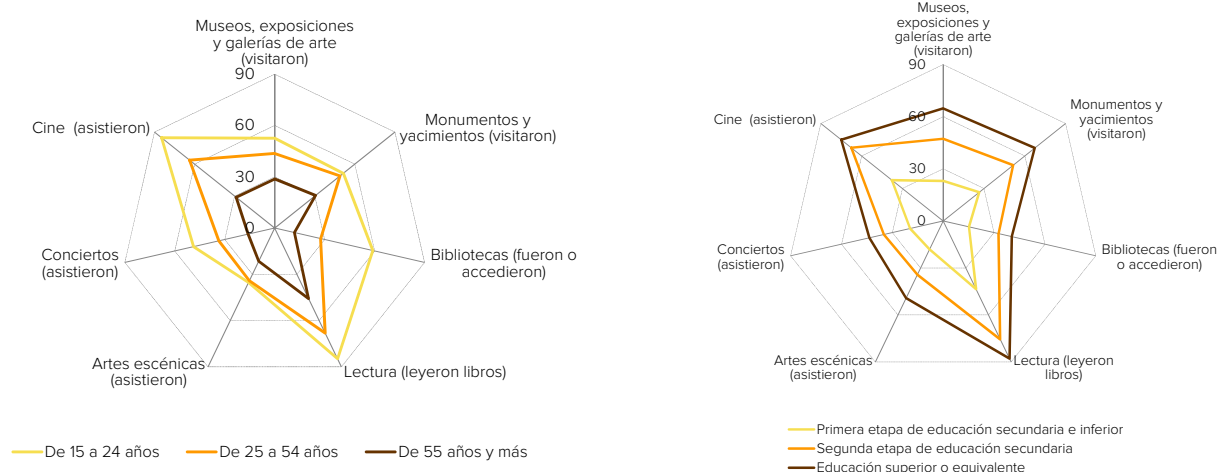 Museos, exposiciones
y galerías de arte
(visitaron)
90
60
30
0
Monumentos y
yacimientos (visitaron)
Bibliotecas (fueron o
accedieron)
Lectura (leyeron libros)
Artes escénicas
(asistieron)
Conciertos
(asistieron)
Cine (asistieron)
De 15 a 24 años
De 25 a 54 años
De 55 años y más
Museos,
exposiciones y
galerías de arte
(visitaron)
90
60
30
0
Monumentos y
yacimientos
(visitaron)
Bibliotecas (fueron
o accedieron)
Lectura (leyeron
libros)
Artes escénicas
(asistieron)
Conciertos
(asistieron)
Cine (asistieron)
Primera etapa de educación secundaria e inferior
Segunda etapa de educación secundaria
Educación superior o equivalente